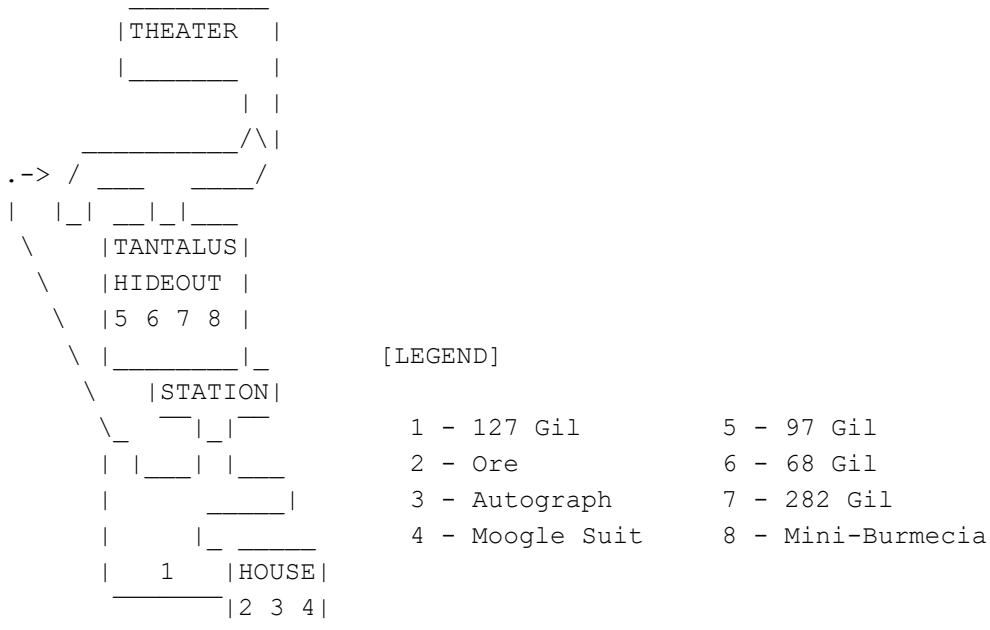 THEATER
TANTALUS
HIDEOUT
5 6 7 8
[LEGEND]
STATION
1 - 127 Gil 5 - 97 Gil
2 - Ore 6 - 68 Gil
3 - Autograph 7 - 282 Gil
4 - Moogle Suit 8 - Mini-Burmecia
1 HOUSE
2 3 4